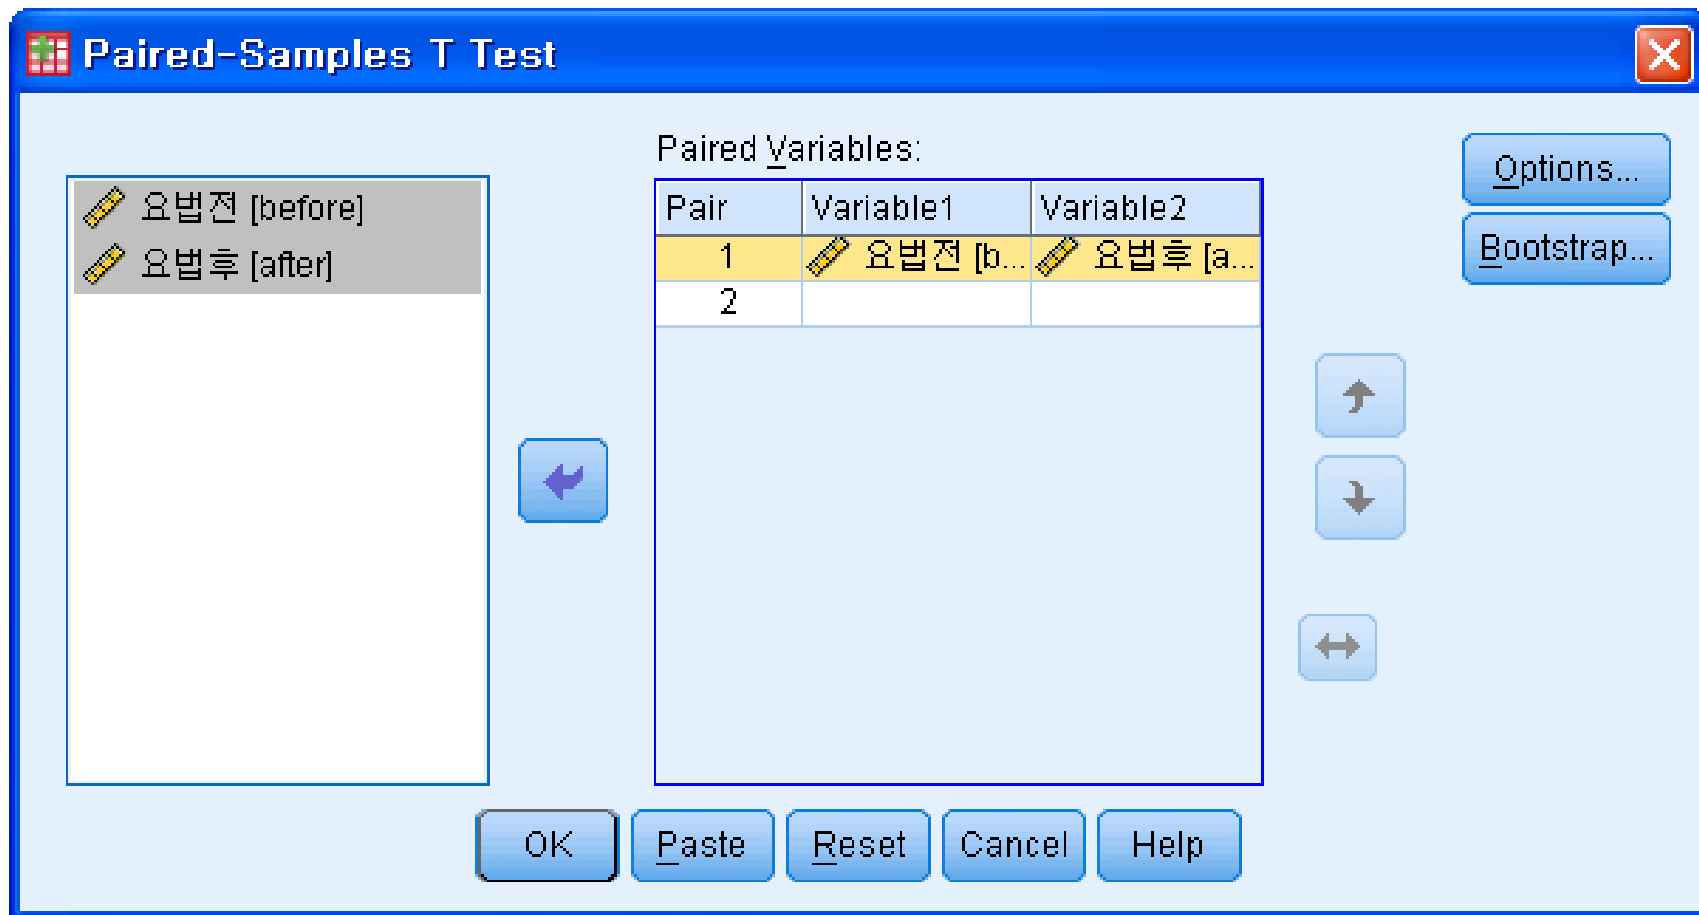 Paired-Samples T Test
Paired Variables:
요법전 [before]
요법후 [after]
Pair Variable1 Variable2
1 요법전 [b... 요법후 [a...
2
Options...
Bootstrap...
OK Paste Reset Cancel Help